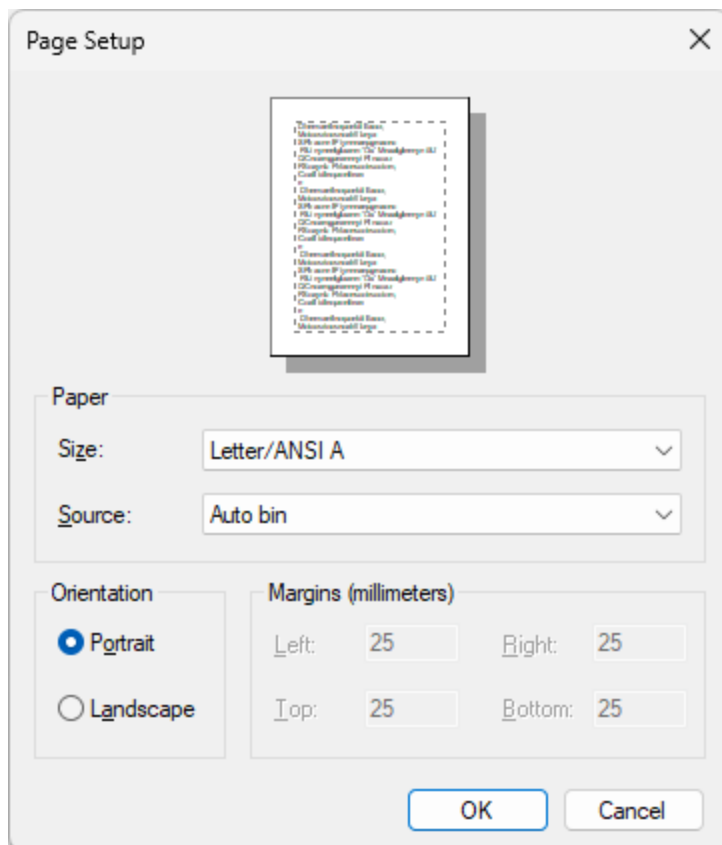 Page Setup
Paper
Size: Letter/ANSI A
Source: Auto bin
Orientation
Margins (millimeters)
Portrait
Left: 25 Right: 25
Landscape
Top: 25 Bottom: 25
OK Cancel